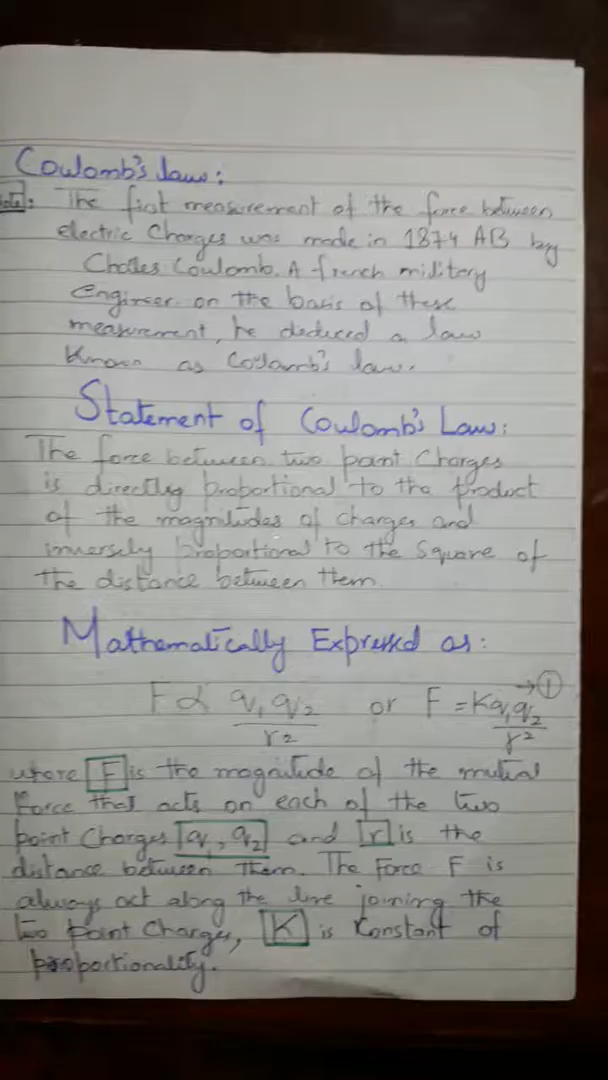 Coulomb's law:
Note: The first measurement of the force between
electric Charges was made in 1874 AB by
Chales Coulomb. A french military
Engineer on the basis of these
measurement, he deduced a law
Known as Coulomb's law.
Statement of Coulomb's Law:
The force between two point Charges
is directly proportional to the product
of the magnitudes of charges and
inversely proportional to the Square of
the distance between them.
Mathematically Expressed as:
F ∝ q₁q₂/r² or F = Kq₁q₂/r² →①
where F is the magnitude of the mutual
Force that acts on each of the two
point Charges q₁, q₂ and r is the
distance between them. The Force F is
always act along the line joining the
two point Charges, K is Constant of
proportionality.